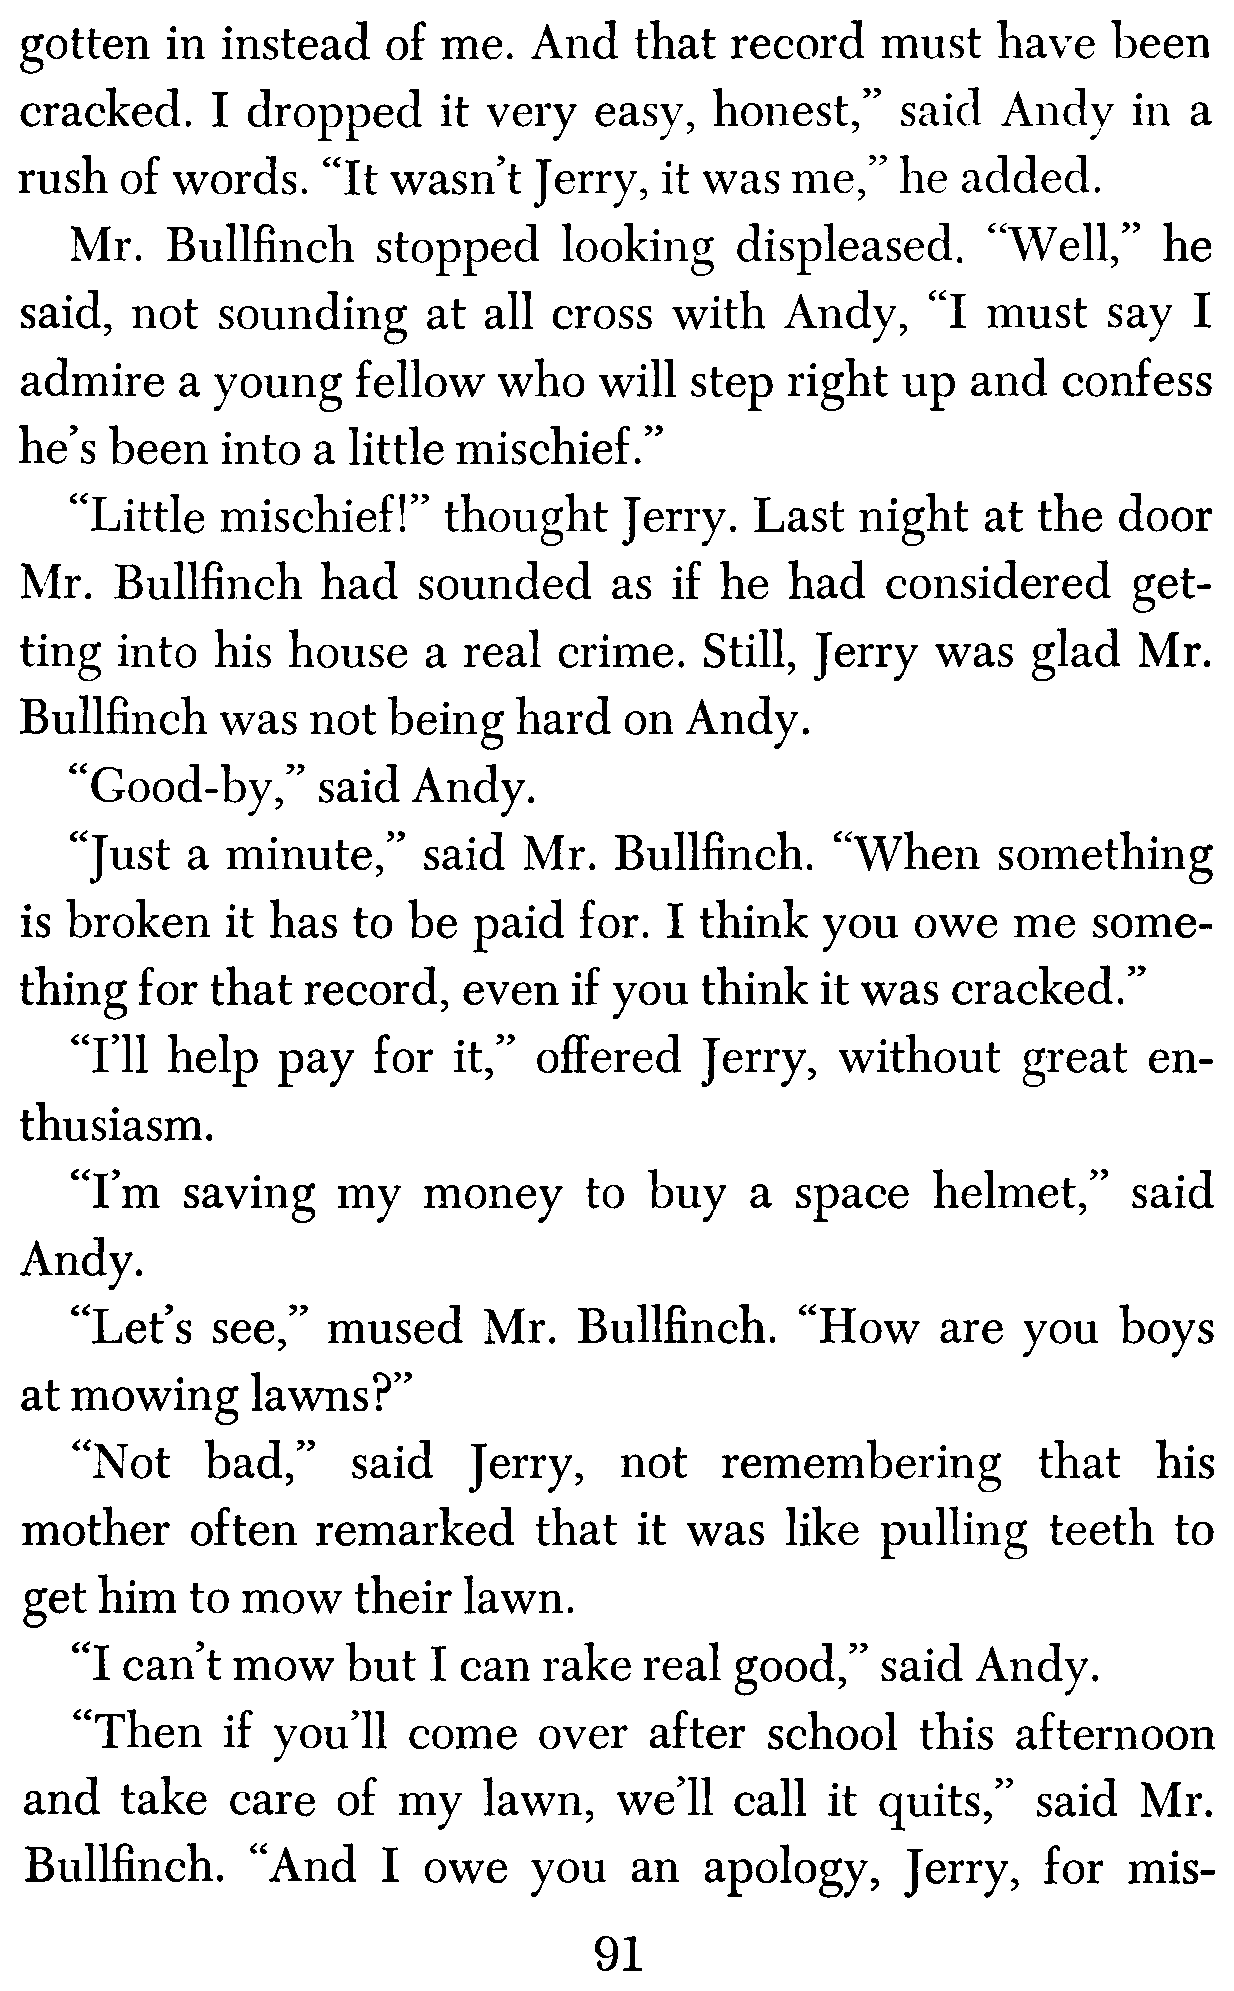 gotten in instead of me. And that record must have been
cracked. I dropped it very easy, honest,” said Andy in a
rush of words. “It wasn’t Jerry, it was me,” he added.
Mr. Bullfinch stopped looking displeased. “Well,” he
said, not sounding at all cross with Andy, “I must say I
admire a young fellow who will step right up and confess
he’s been into a little mischief.”
“Little mischief!” thought Jerry. Last night at the door
Mr. Bullfinch had sounded as if he had considered get-
ting into his house a real crime. Still, Jerry was glad Mr.
Bullfinch was not being hard on Andy.
“Good-by,” said Andy.
“Just a minute,” said Mr. Bullfinch. “When something
is broken it has to be paid for. I think you owe me some-
thing for that record, even if you think it was cracked.”
“I’ll help pay for it,” offered Jerry, without great en-
thusiasm.
“I’m saving my money to buy a space helmet,” said
Andy.
“Let’s see,” mused Mr. Bullfinch. “How are you boys
at mowing lawns?”
“Not bad,” said Jerry, not remembering that his
mother often remarked that it was like pulling teeth to
get him to mow their lawn.
“I can’t mow but I can rake real good,” said Andy.
“Then if you’ll come over after school this afternoon
and take care of my lawn, we’ll call it quits,” said Mr.
Bullfinch. “And I owe you an apology, Jerry, for mis-
91